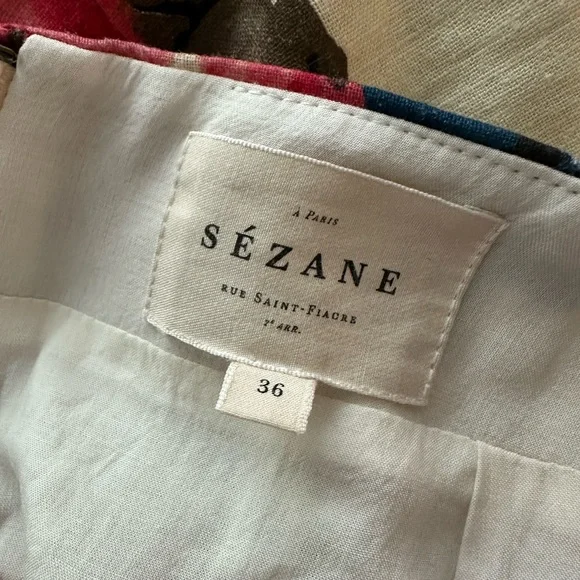 À PARIS
SÉZANE
RUE SAINT-FIACRE
2ᵉ ARR.
36